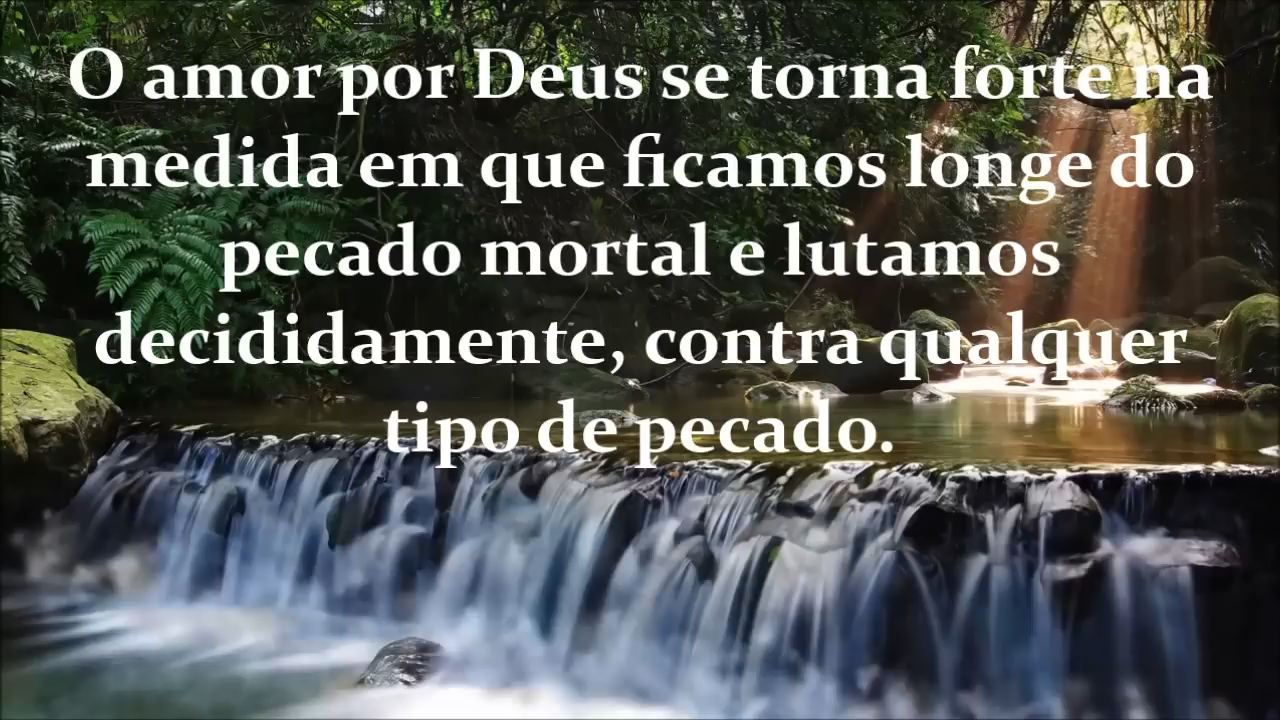 O amor por Deus se torna forte na
medida em que ficamos longe do
pecado mortal e lutamos
decididamente, contra qualquer
tipo de pecado.